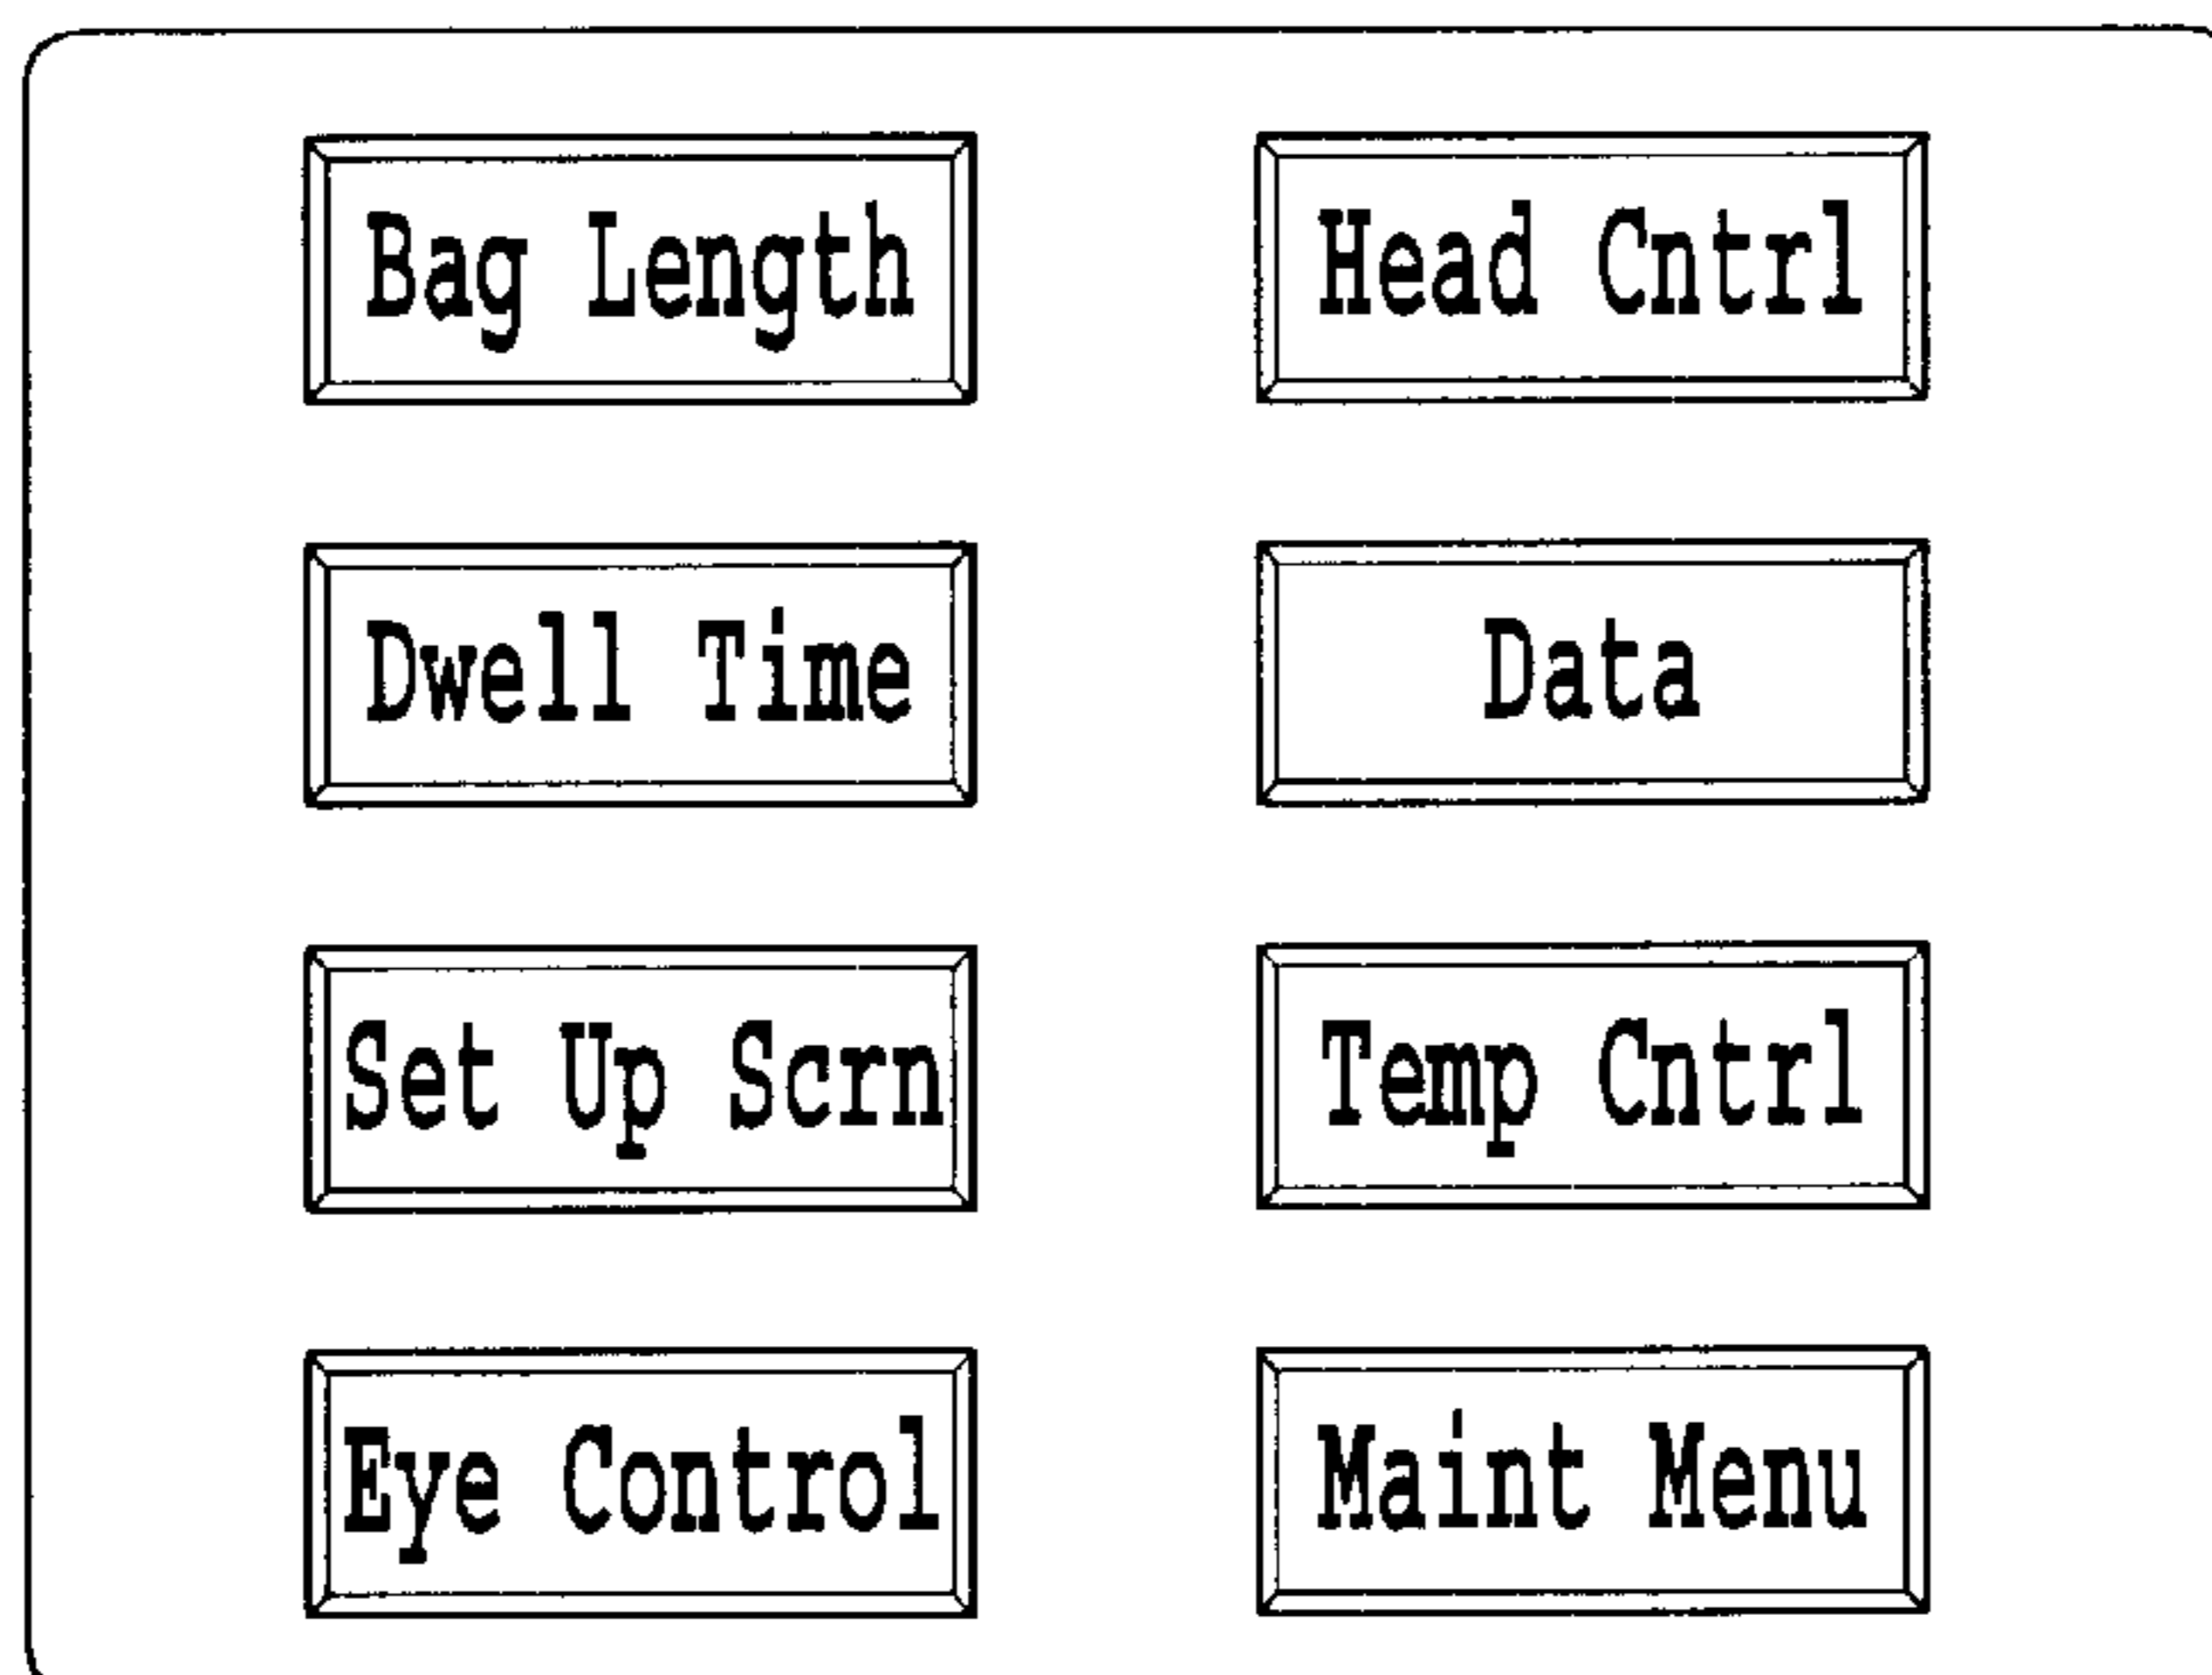 Bag Length
Head Cntrl
Dwell Time
Data
Set Up Scrn
Temp Cntrl
Eye Control
Maint Menu